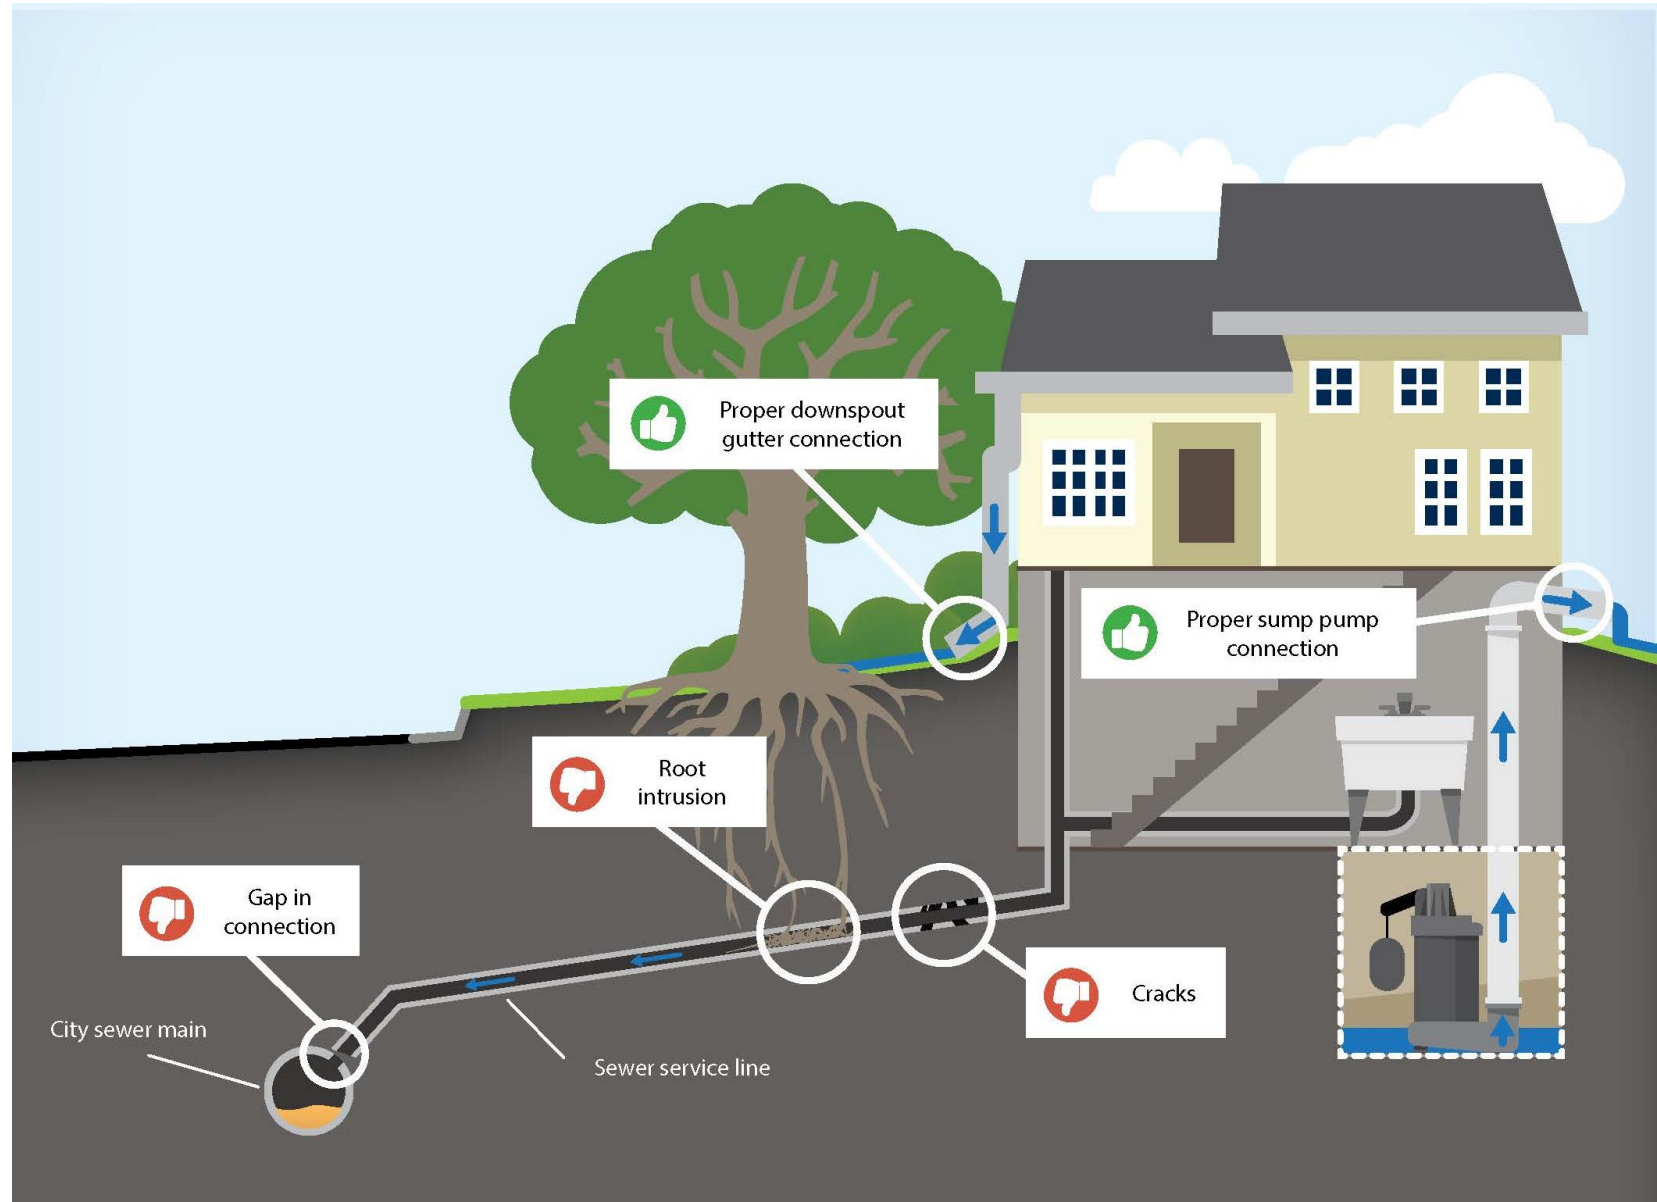 Proper downspout
gutter connection
Proper sump pump
connection
Root
intrusion
Gap in
connection
Cracks
City sewer main
Sewer service line